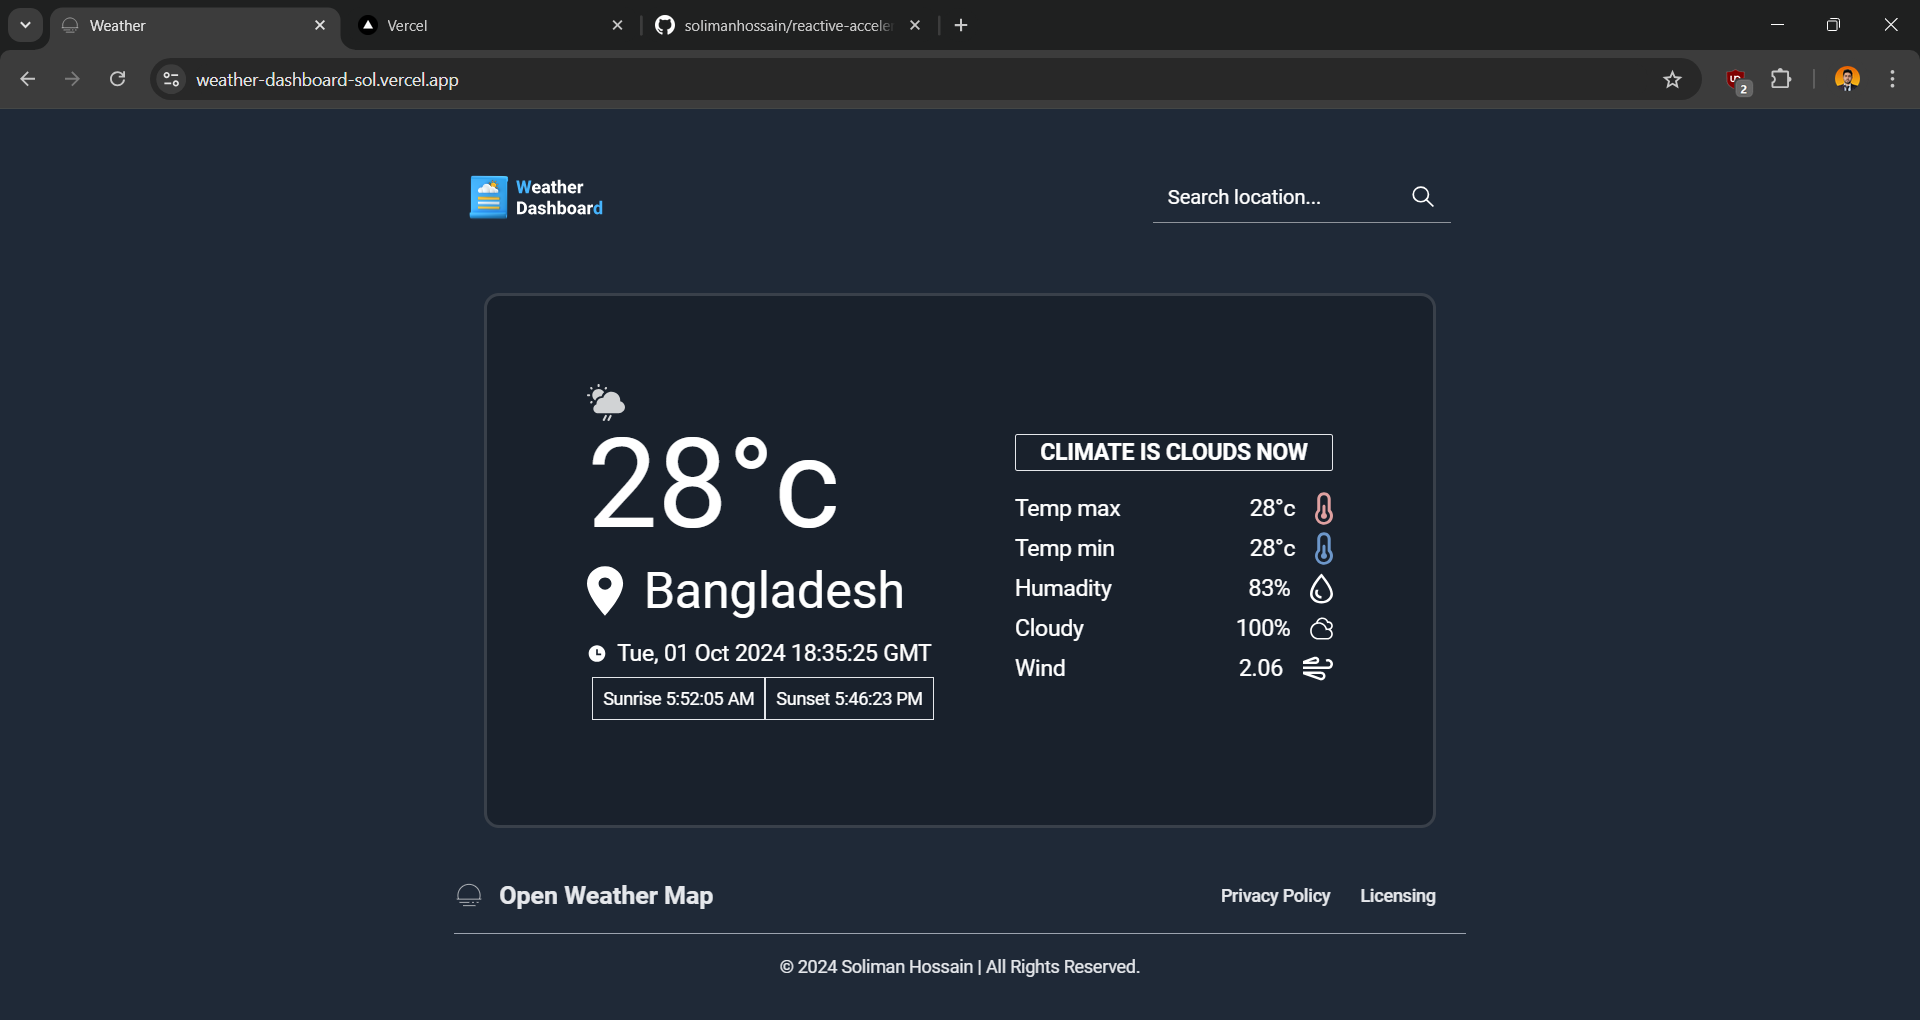 Weather
Vercel
solimanhossain/reactive-acceler
weather-dashboard-sol.vercel.app
2
Weather
Dashboard
Search location...
28°c
Bangladesh
Tue, 01 Oct 2024 18:35:25 GMT
Sunrise 5:52:05 AM
Sunset 5:46:23 PM
CLIMATE IS CLOUDS NOW
Temp max 28°c
Temp min 28°c
Humadity 83%
Cloudy 100%
Wind 2.06
Open Weather Map
Privacy Policy
Licensing
© 2024 Soliman Hossain | All Rights Reserved.